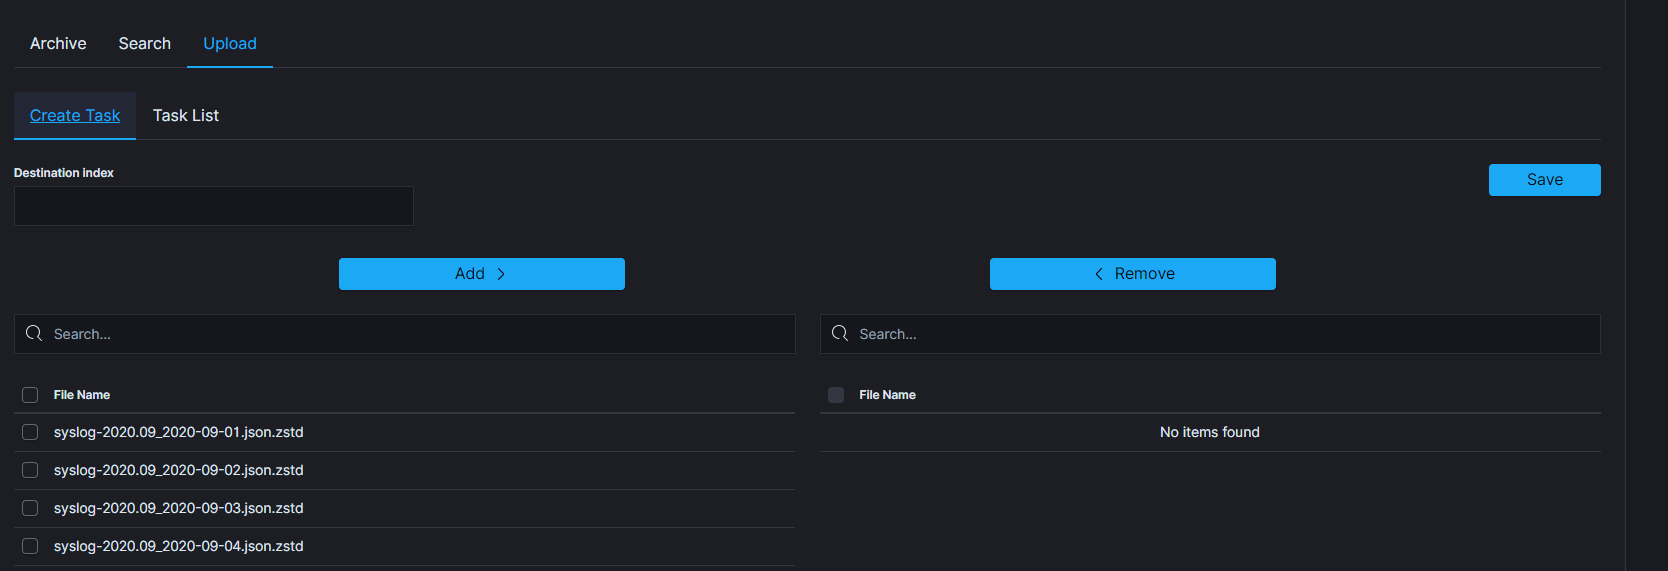 Archive Search Upload
Create Task Task List
Destination index
Save
Add
Remove
Search...
Search...
File Name
File Name
syslog-2020.09_2020-09-01.json.zstd
No items found
syslog-2020.09_2020-09-02.json.zstd
syslog-2020.09_2020-09-03.json.zstd
syslog-2020.09_2020-09-04.json.zstd